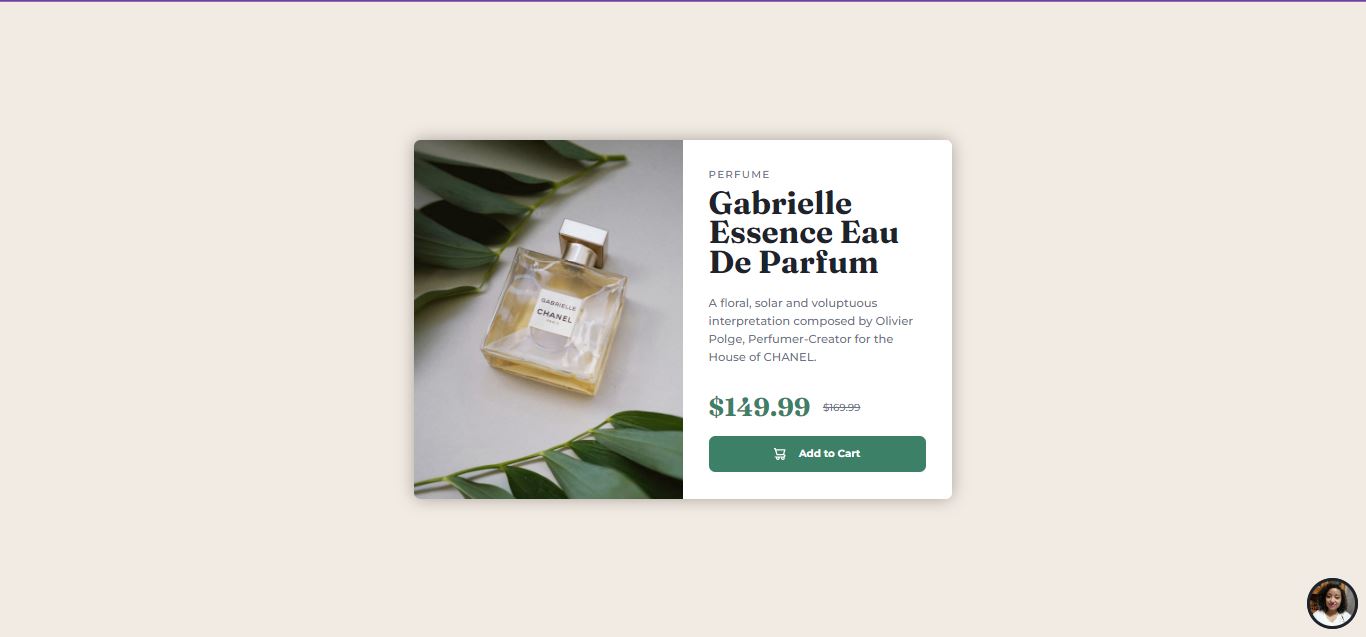 GABRIELLE
CHANEL
PARIS
PERFUME
Gabrielle
Essence Eau
De Parfum
A floral, solar and voluptuous
interpretation composed by Olivier
Polge, Perfumer-Creator for the
House of CHANEL.
$149.99 $169.99
Add to Cart